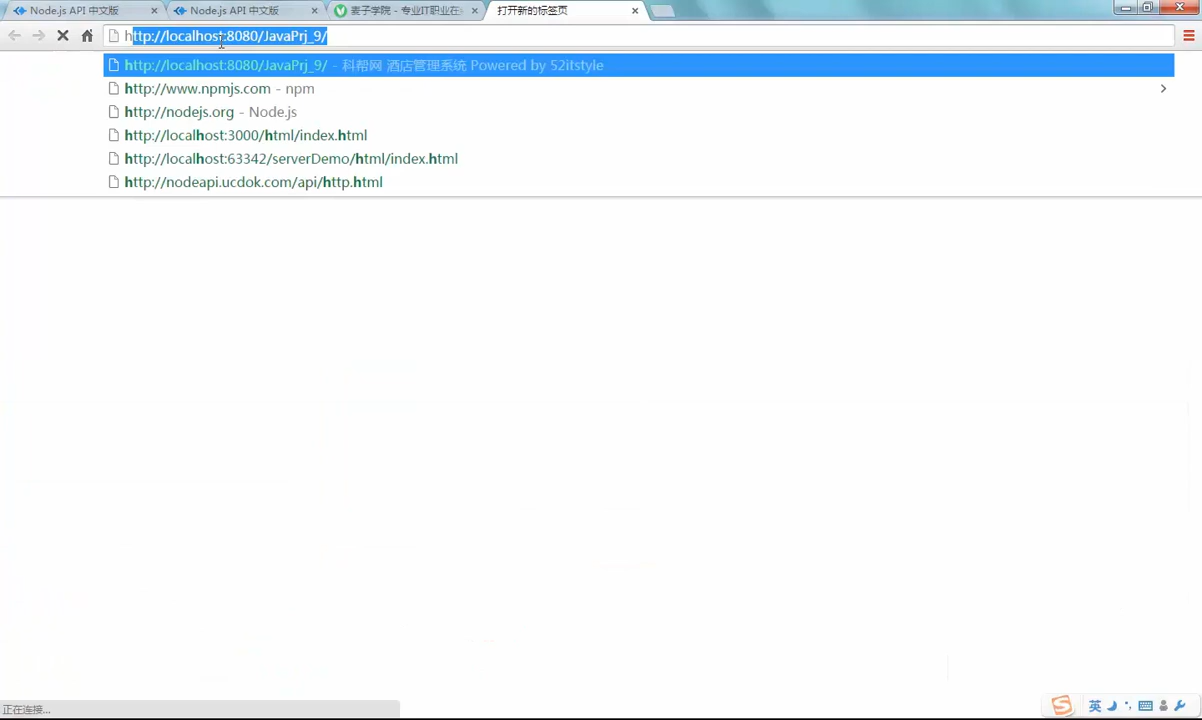 Node.js API 中文版
Node.js API 中文版
麦子学院 - 专业IT职业在
打开新的标签页
http://localhost:8080/JavaPrj_9/
http://localhost:8080/JavaPrj_9/ - 科帮网 酒店管理系统 Powered by 52itstyle
http://www.npmjs.com - npm
http://nodejs.org - Node.js
http://localhost:3000/html/index.html
http://localhost:63342/serverDemo/html/index.html
http://nodeapi.ucdok.com/api/http.html
正在连接...
英